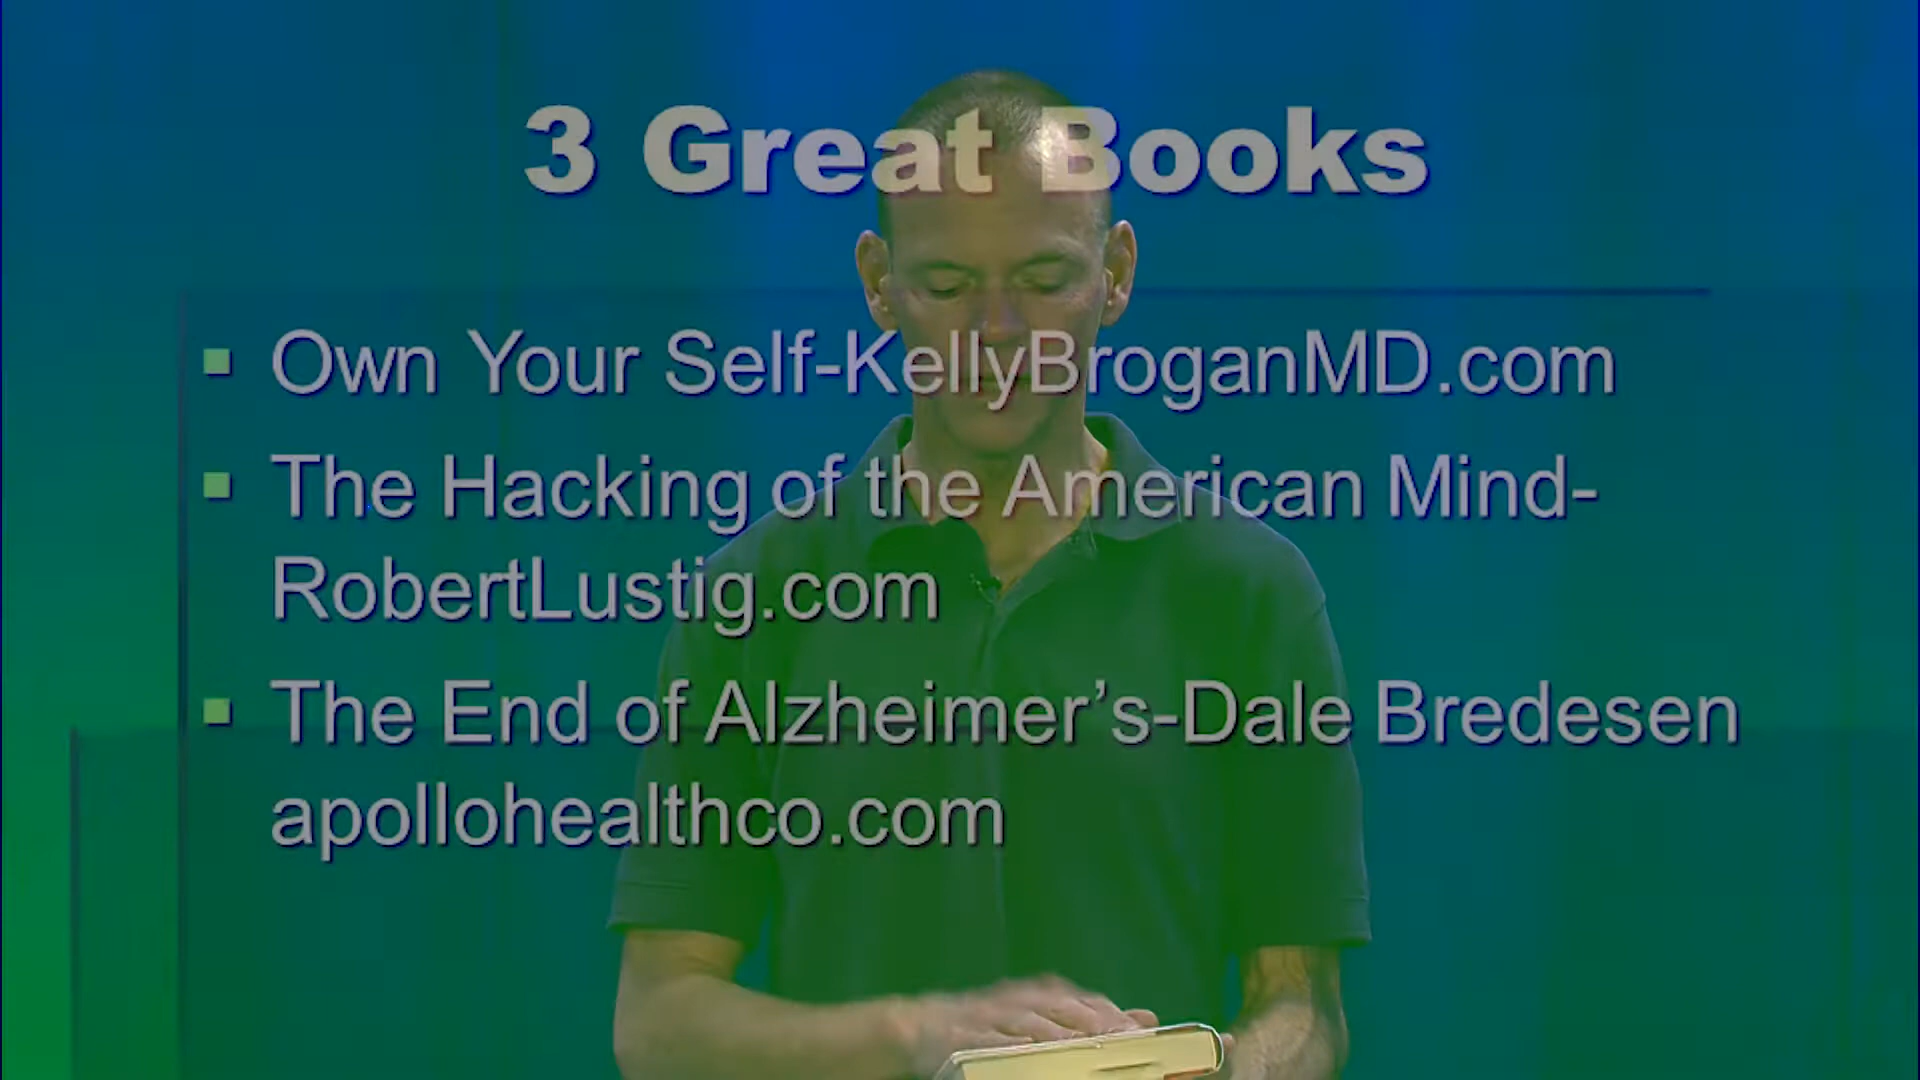 3 Great Books
Own Your Self-KellyBroganMD.com
The Hacking of the American Mind-
RobertLustig.com
The End of Alzheimer’s-Dale Bredesen
apollohealthco.com